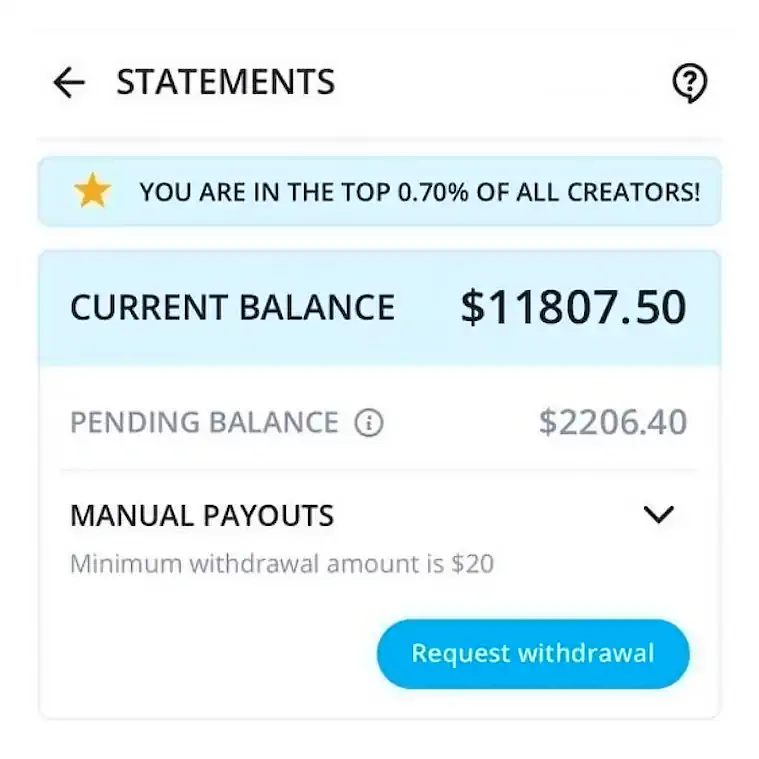 STATEMENTS
YOU ARE IN THE TOP 0.70% OF ALL CREATORS!
CURRENT BALANCE $11807.50
PENDING BALANCE $2206.40
MANUAL PAYOUTS
Minimum withdrawal amount is $20
Request withdrawal